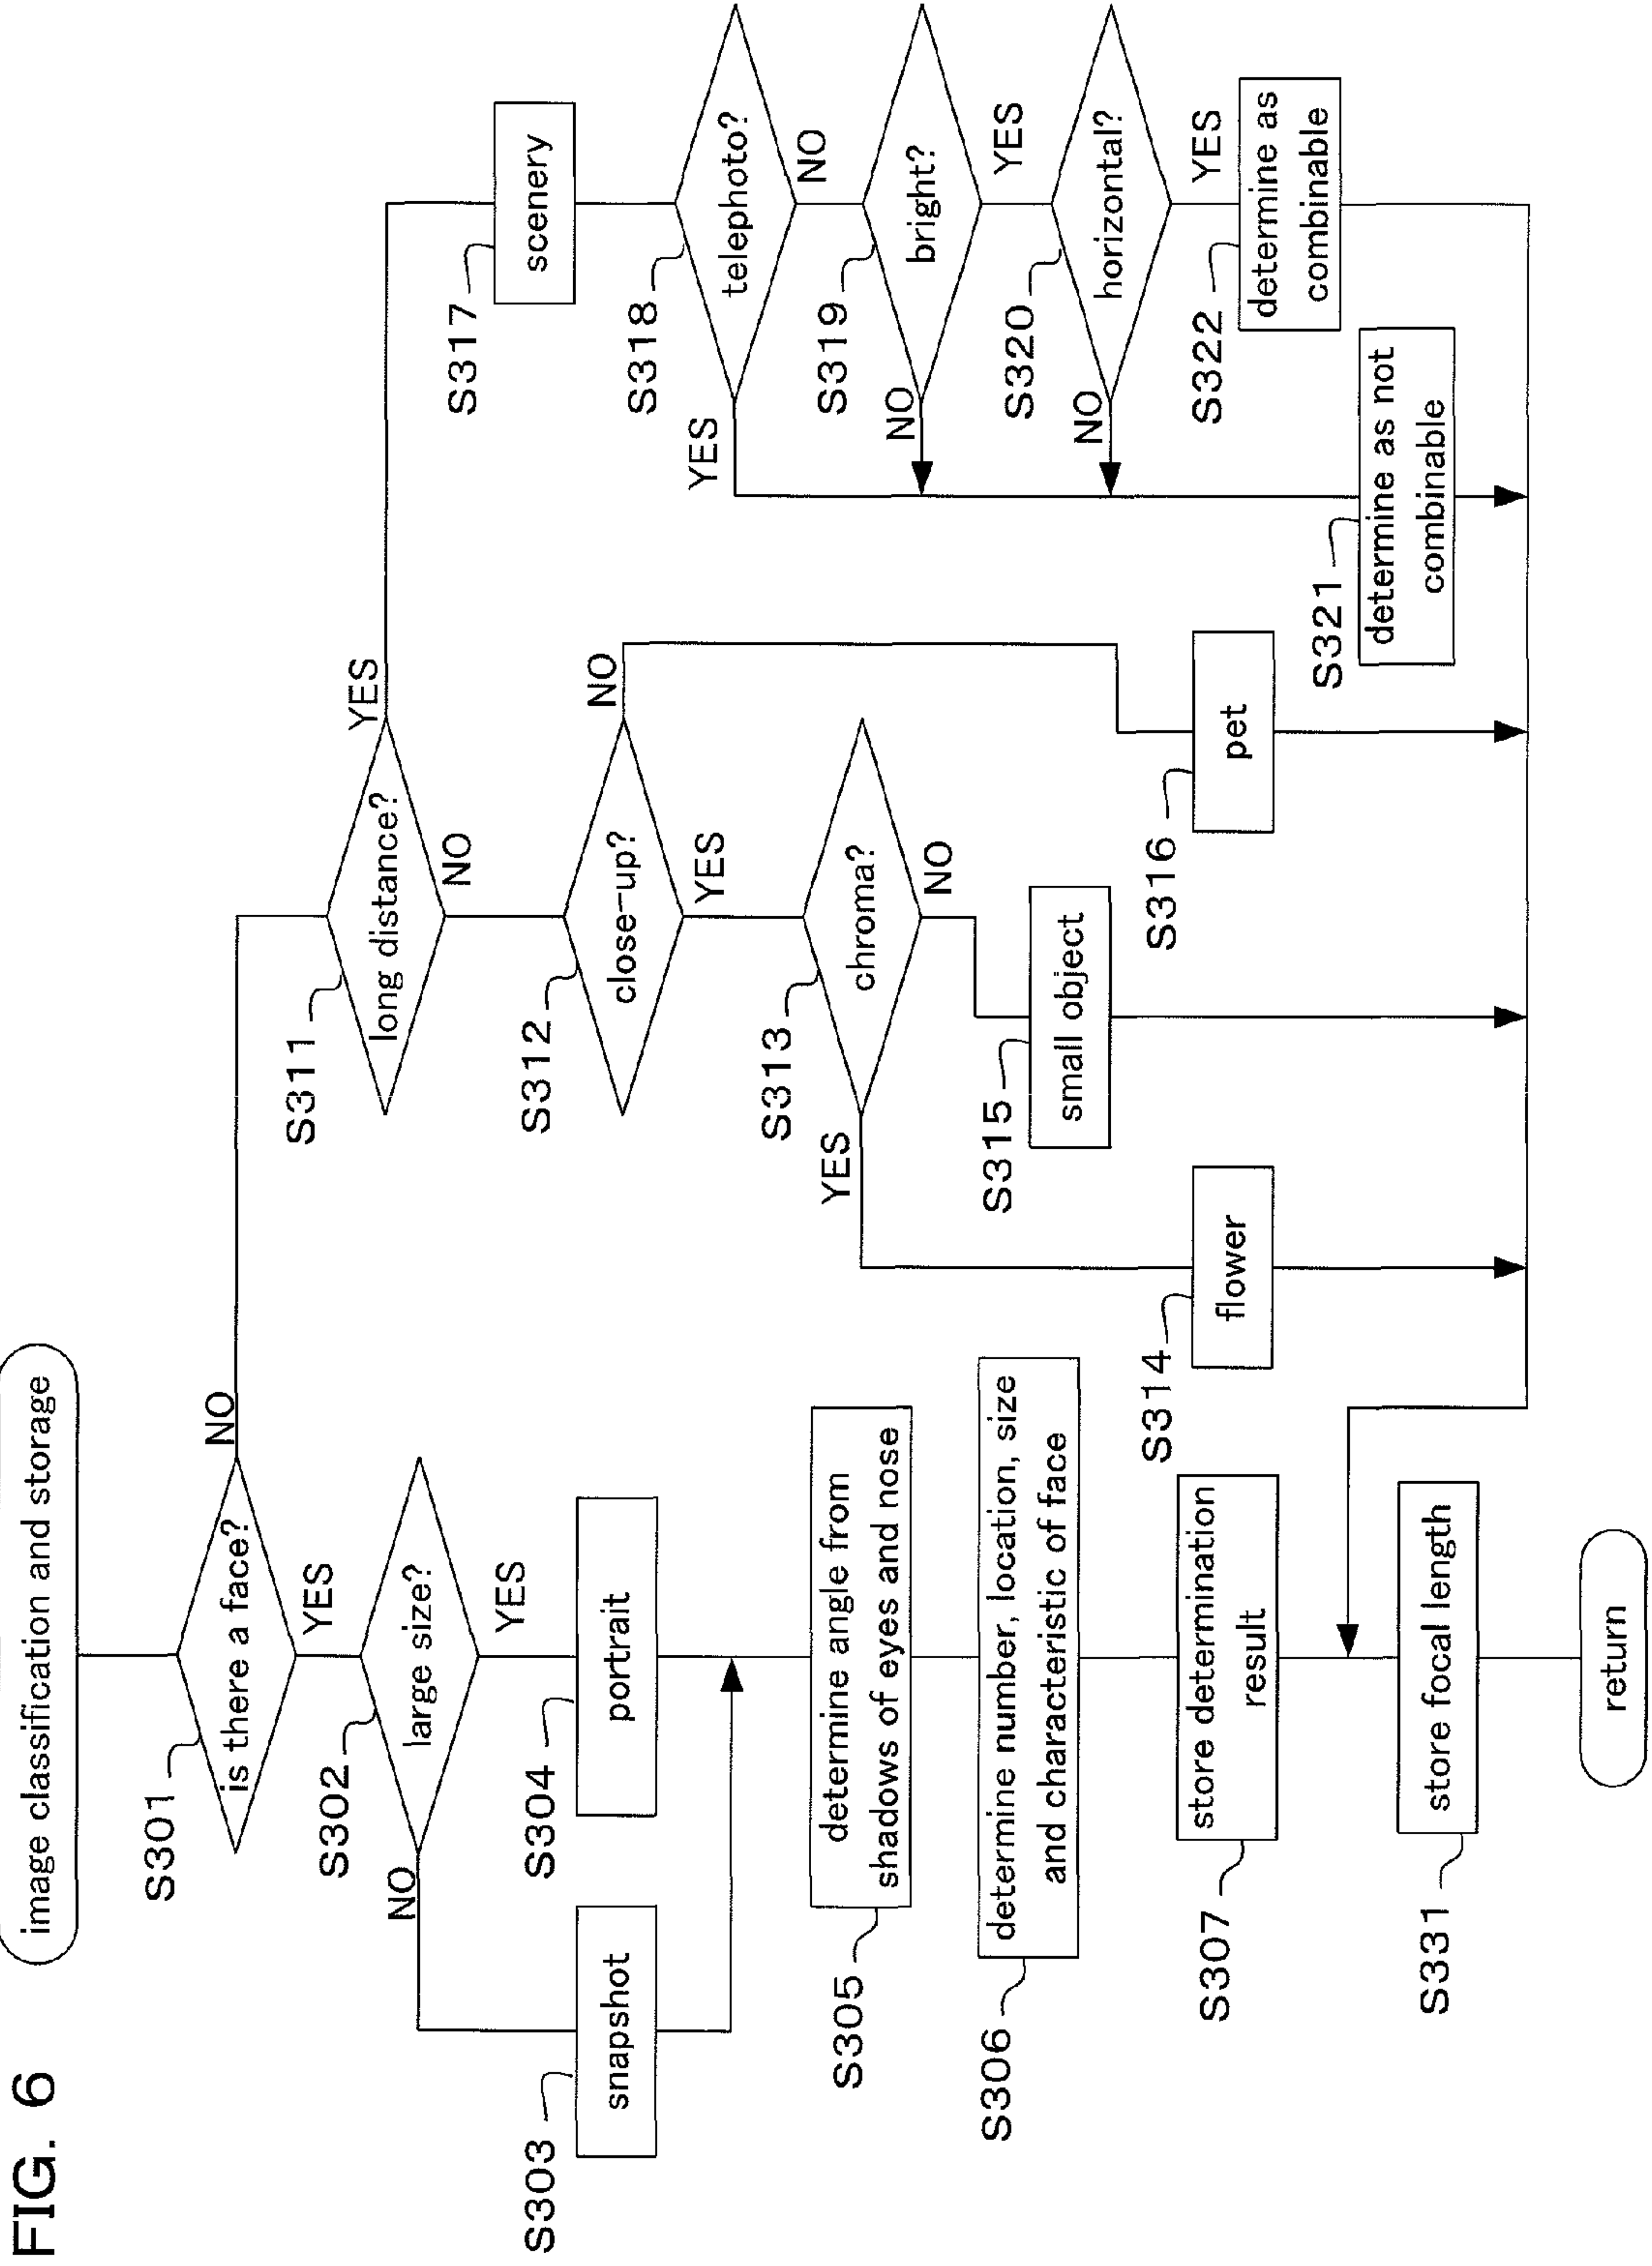 FIG. 6
image classification and storage
S301
is there a face?
NO
YES
S302
large size?
NO
YES
S303
snapshot
S304
portrait
S305
determine angle from
shadows of eyes and nose
S306
determine number, location, size
and characteristic of face
S307
store determination
result
S331
store focal length
return
S311
long distance?
YES
NO
S312
close-up?
NO
YES
S313
chroma?
YES
NO
S314
flower
S315
small object
S316
pet
S317
scenery
S318
telephoto?
YES
NO
S319
bright?
NO
YES
S320
horizontal?
NO
YES
S321
determine as not
combinable
S322
determine as
combinable